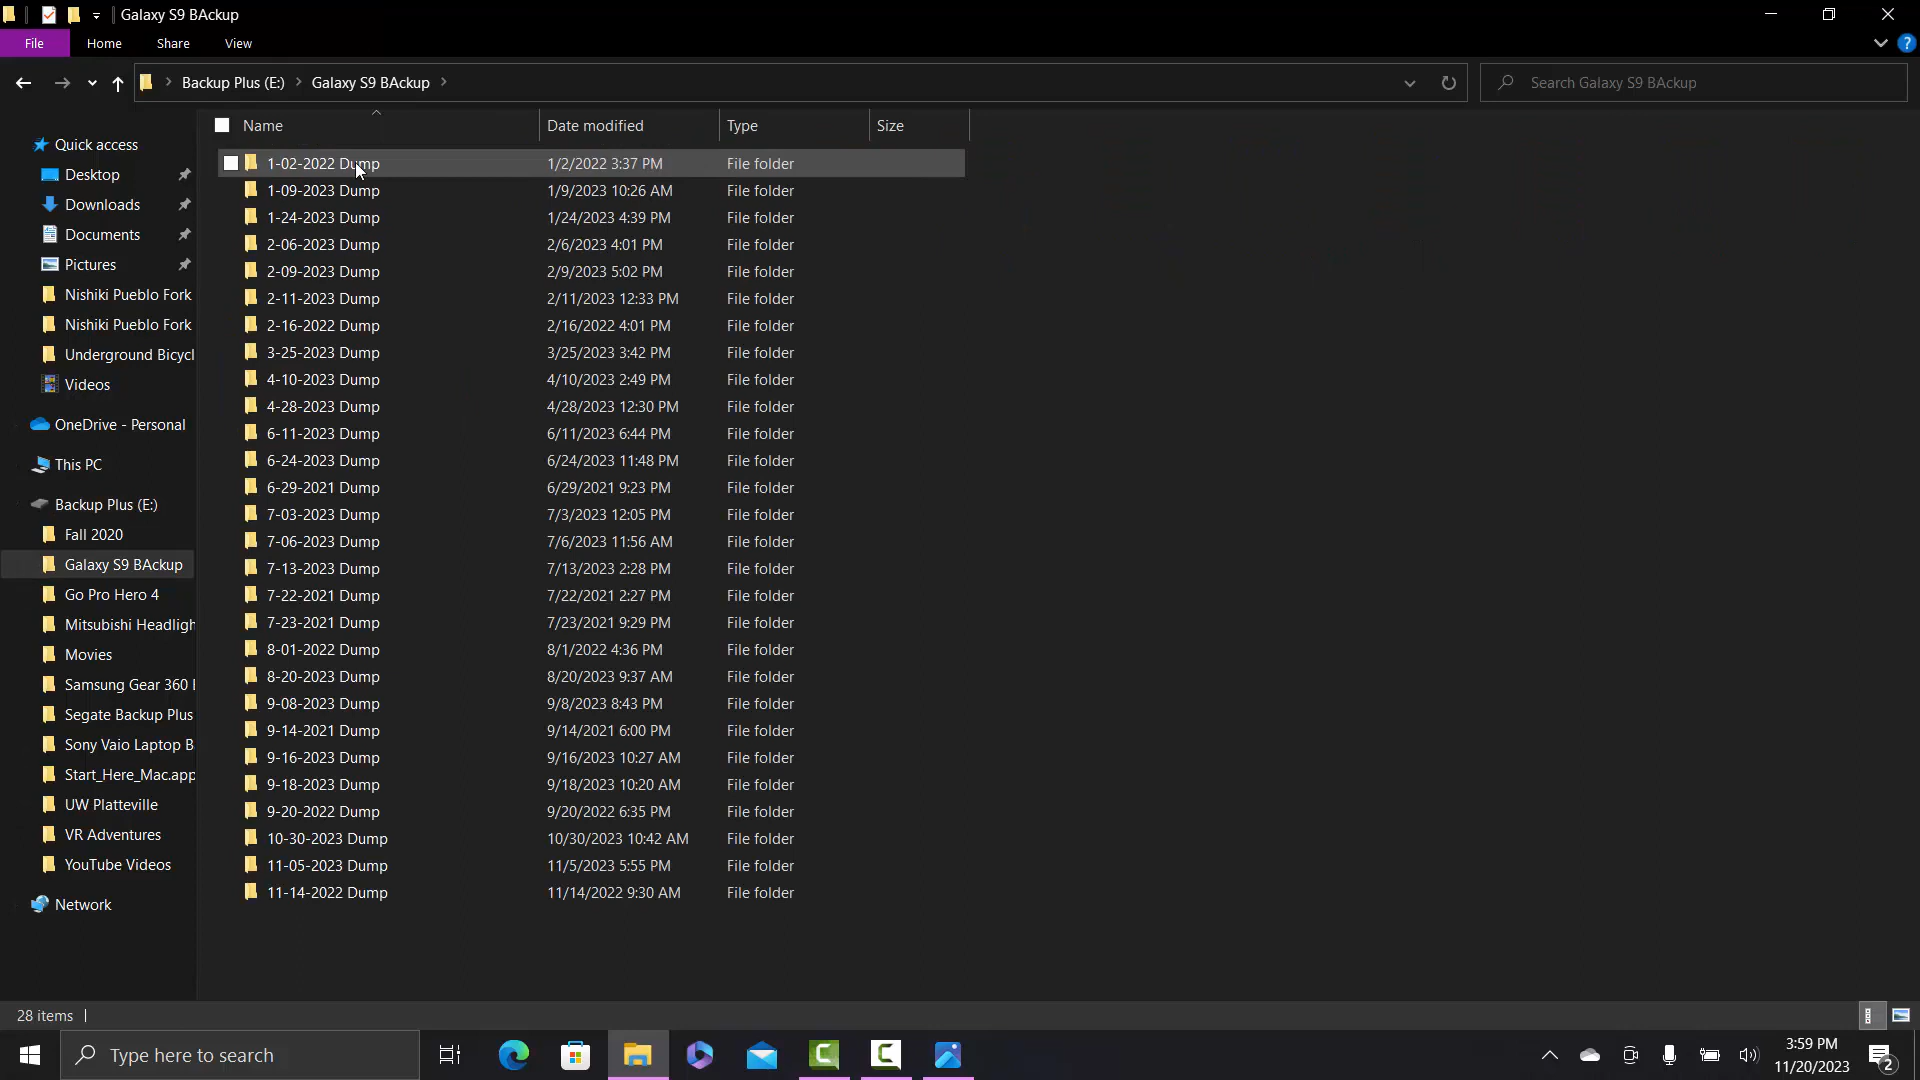 Galaxy S9 BAckup
File Home Share View
Backup Plus (E:) Galaxy S9 BAckup
Search Galaxy S9 BAckup
Name Date modified Type Size
Quick access
Desktop
Downloads
Documents
Pictures
Nishiki Pueblo Fork
Nishiki Pueblo Fork
Underground Bicycl
Videos
OneDrive - Personal
This PC
Backup Plus (E:)
Fall 2020
Galaxy S9 BAckup
Go Pro Hero 4
Mitsubishi Headligh
Movies
Samsung Gear 360
Segate Backup Plus
Sony Vaio Laptop B
Start_Here_Mac.app
UW Platteville
VR Adventures
YouTube Videos
Network
1-02-2022 Dump 1/2/2022 3:37 PM File folder
1-09-2023 Dump 1/9/2023 10:26 AM File folder
1-24-2023 Dump 1/24/2023 4:39 PM File folder
2-06-2023 Dump 2/6/2023 4:01 PM File folder
2-09-2023 Dump 2/9/2023 5:02 PM File folder
2-11-2023 Dump 2/11/2023 12:33 PM File folder
2-16-2022 Dump 2/16/2022 4:01 PM File folder
3-25-2023 Dump 3/25/2023 3:42 PM File folder
4-10-2023 Dump 4/10/2023 2:49 PM File folder
4-28-2023 Dump 4/28/2023 12:30 PM File folder
6-11-2023 Dump 6/11/2023 6:44 PM File folder
6-24-2023 Dump 6/24/2023 11:48 PM File folder
6-29-2021 Dump 6/29/2021 9:23 PM File folder
7-03-2023 Dump 7/3/2023 12:05 PM File folder
7-06-2023 Dump 7/6/2023 11:56 AM File folder
7-13-2023 Dump 7/13/2023 2:28 PM File folder
7-22-2021 Dump 7/22/2021 2:27 PM File folder
7-23-2021 Dump 7/23/2021 9:29 PM File folder
8-01-2022 Dump 8/1/2022 4:36 PM File folder
8-20-2023 Dump 8/20/2023 9:37 AM File folder
9-08-2023 Dump 9/8/2023 8:43 PM File folder
9-14-2021 Dump 9/14/2021 6:00 PM File folder
9-16-2023 Dump 9/16/2023 10:27 AM File folder
9-18-2023 Dump 9/18/2023 10:20 AM File folder
9-20-2022 Dump 9/20/2022 6:35 PM File folder
10-30-2023 Dump 10/30/2023 10:42 AM File folder
11-05-2023 Dump 11/5/2023 5:55 PM File folder
11-14-2022 Dump 11/14/2022 9:30 AM File folder
28 items
Type here to search
3:59 PM
11/20/2023
2